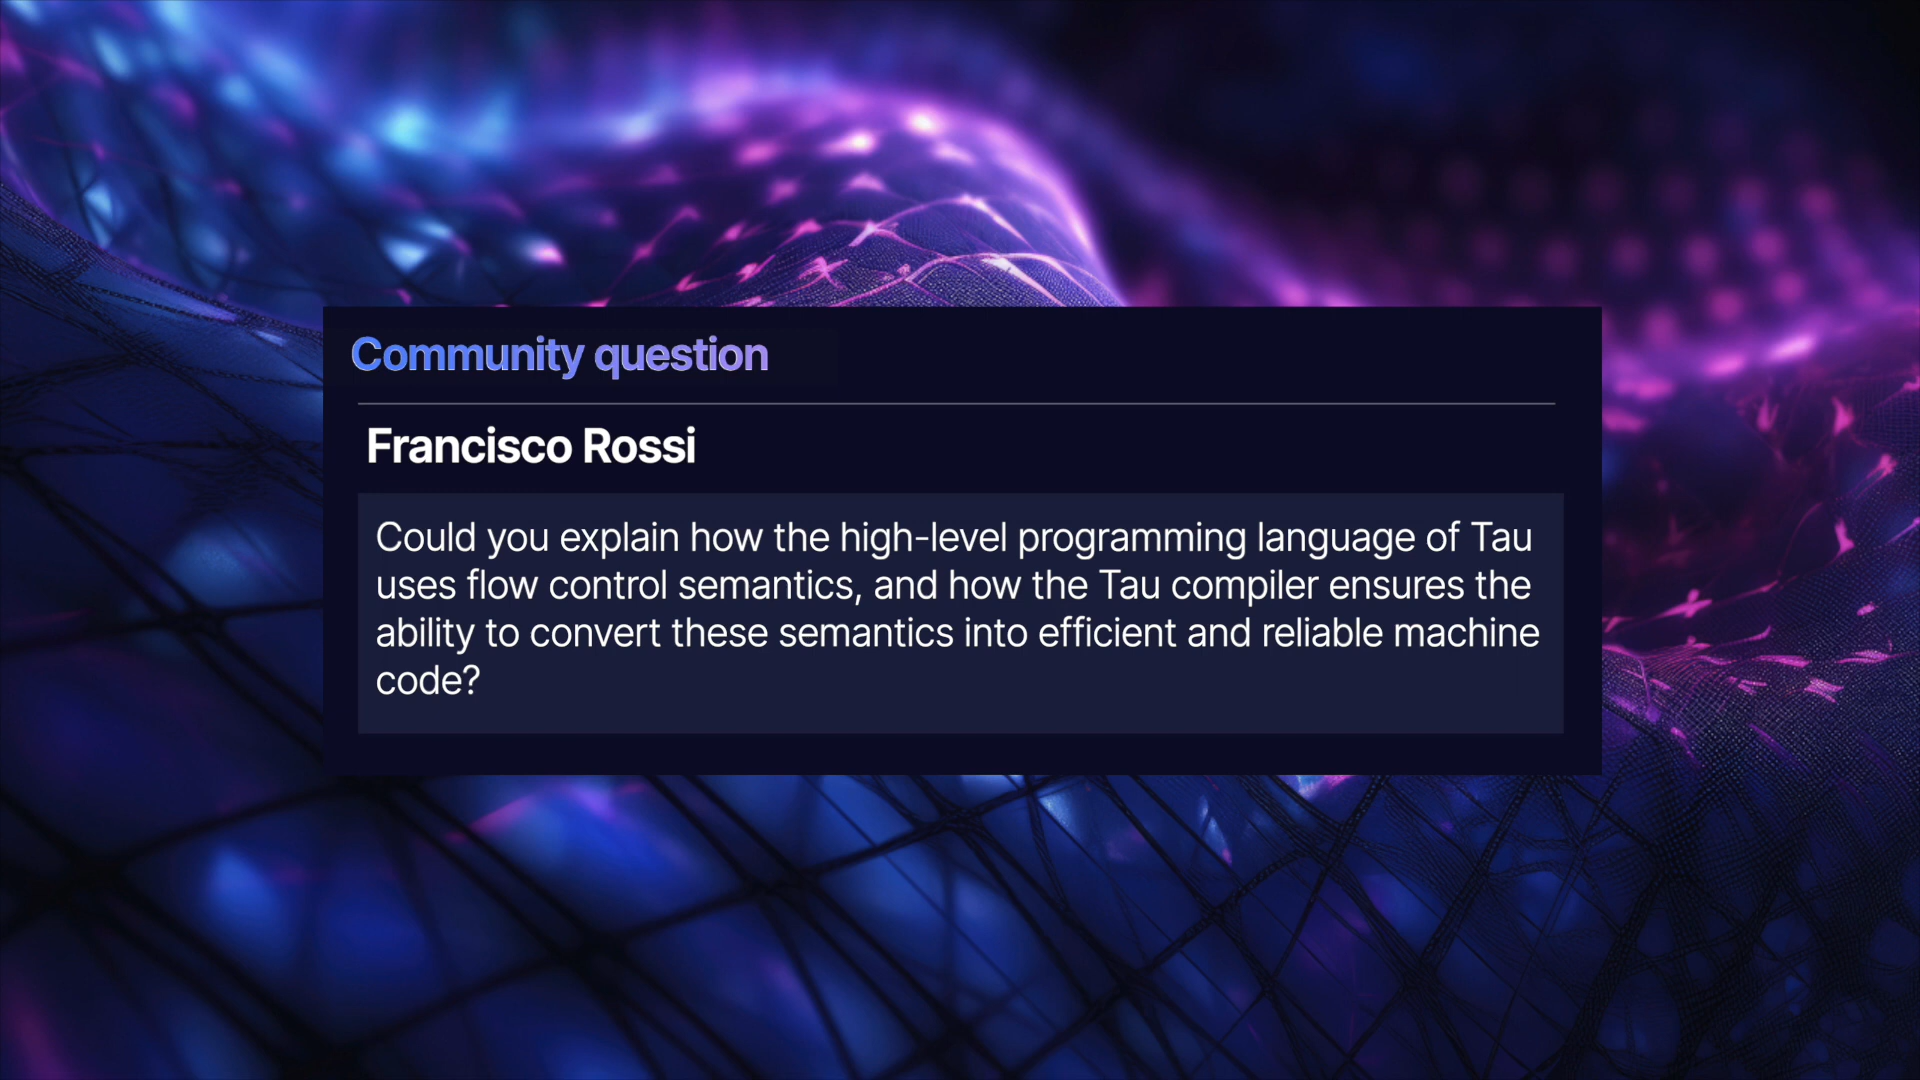 Community question
Francisco Rossi
Could you explain how the high-level programming language of Tau
uses flow control semantics, and how the Tau compiler ensures the
ability to convert these semantics into efficient and reliable machine
code?